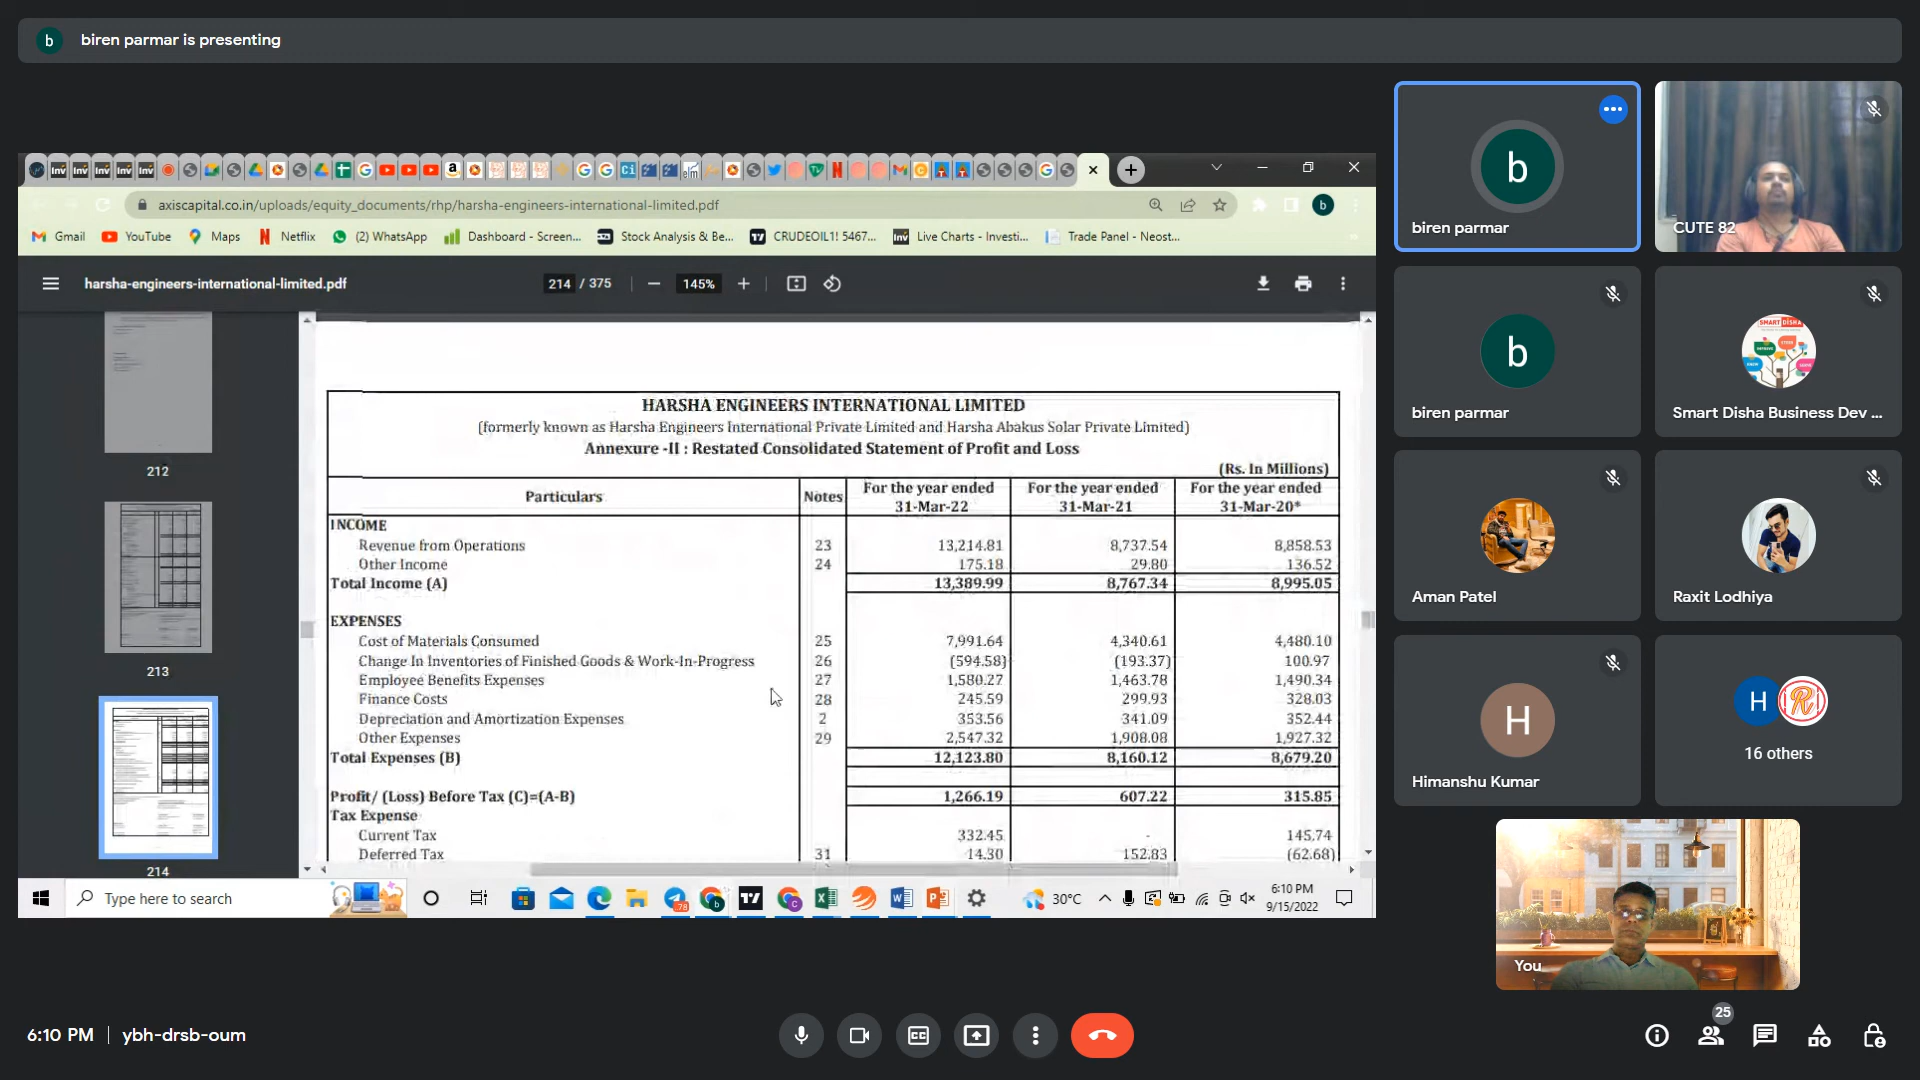 b biren parmar is presenting
axiscapital.co.in/uploads/equity_documents/rhp/harsha-engineers-international-limited.pdf b
Gmail YouTube Maps Netflix (2) WhatsApp Dashboard - Screen... Stock Analysis & Be... CRUDEOIL1! 5467... Live Charts - Investi... Trade Panel - Neost...
harsha-engineers-international-limited.pdf 214 / 375 145%
212
213
214
HARSHA ENGINEERS INTERNATIONAL LIMITED
(formerly known as Harsha Engineers International Private Limited and Harsha Abakus Solar Private Limited)
Annexure -II : Restated Consolidated Statement of Profit and Loss
(Rs. In Millions)
Particulars Notes For the year ended 31-Mar-22 For the year ended 31-Mar-21 For the year ended 31-Mar-20*
INCOME
Revenue from Operations 23 13,214.81 8,737.54 8,858.53
Other Income 24 175.18 29.80 136.52
Total Income (A) 13,389.99 8,767.34 8,995.05
EXPENSES
Cost of Materials Consumed 25 7,991.64 4,340.61 4,480.10
Change In Inventories of Finished Goods & Work-In-Progress 26 (594.58) (193.37) 100.97
Employee Benefits Expenses 27 1,580.27 1,463.78 1,490.34
Finance Costs 28 245.59 299.93 328.03
Depreciation and Amortization Expenses 2 353.56 341.09 352.44
Other Expenses 29 2,547.32 1,908.08 1,927.32
Total Expenses (B) 12,123.80 8,160.12 8,679.20
Profit/ (Loss) Before Tax (C)=(A-B) 1,266.19 607.22 315.85
Tax Expense
Current Tax 332.45 - 145.74
Deferred Tax 31 14.30 152.83 (62.68)
Type here to search 30°C 6:10 PM
9/15/2022
b
biren parmar
CUTE 82
b
biren parmar
SMART DISHA
Smart Disha Business Dev ...
Aman Patel
Raxit Lodhiya
H
Himanshu Kumar
H R
16 others
You
6:10 PM ybh-drsb-oum
25